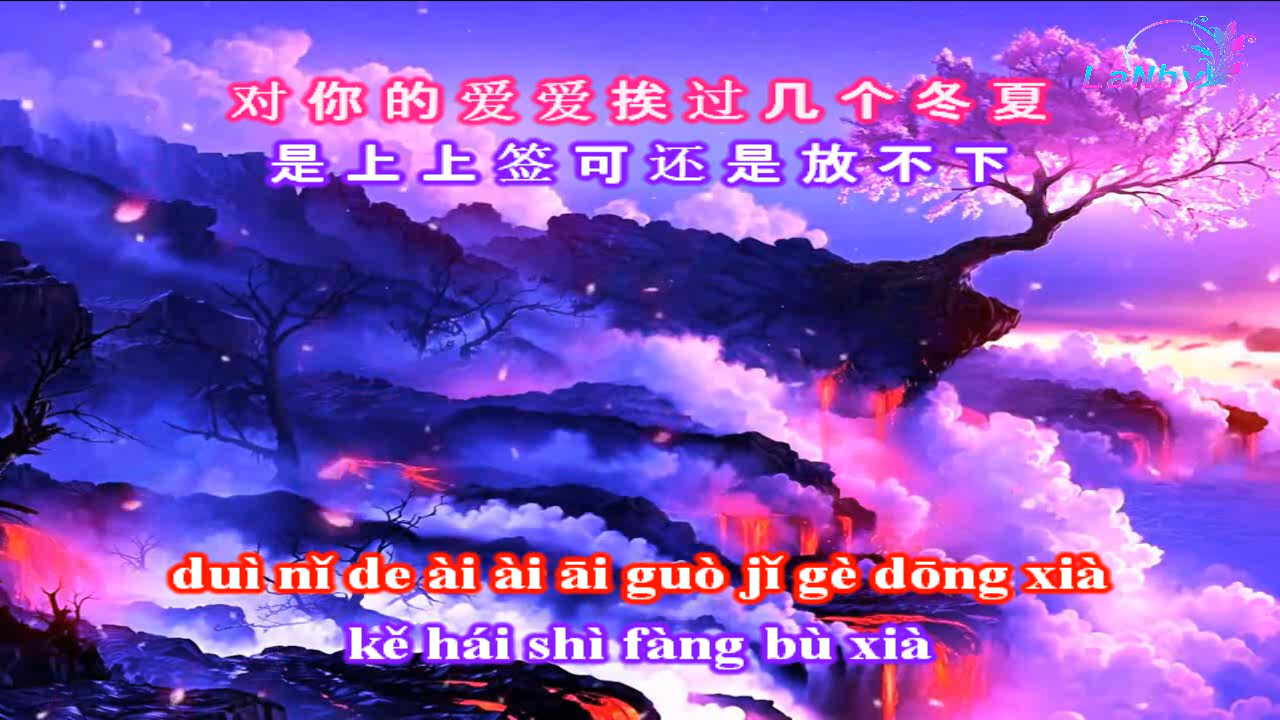 LaNhy
对你的爱爱挨过几个冬夏
是上上签可还是放不下
duì nǐ de ài ài āi guò jǐ gè dōng xià
kě hái shì fàng bù xià